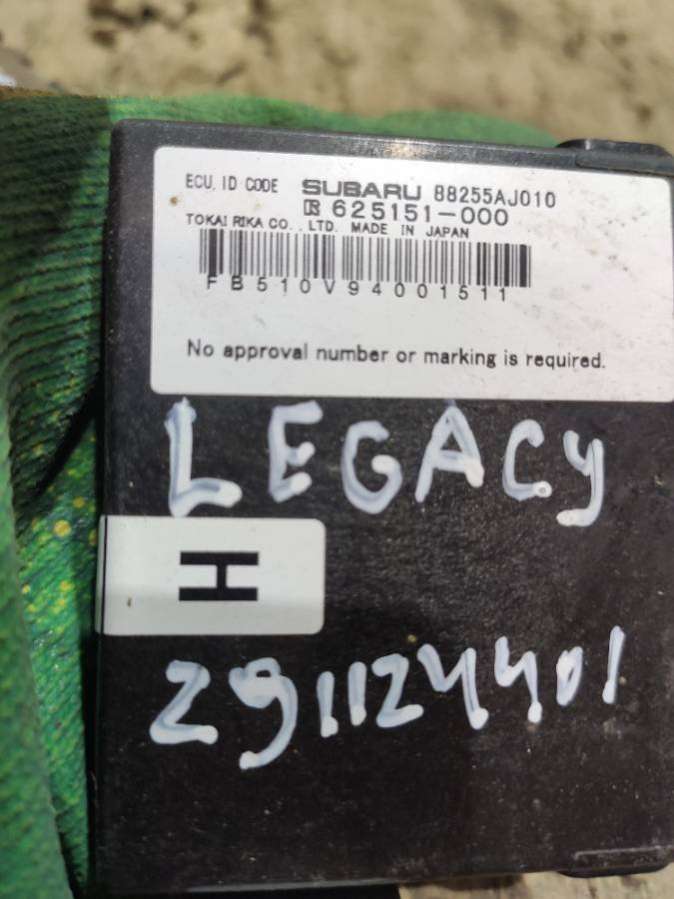 ECU, ID CODE SUBARU 88255AJ010
R 625151-000
TOKAI RIKA CO., LTD. MADE IN JAPAN
FB510V94001511
No approval number or marking is required.
LEGACY
H
291124401